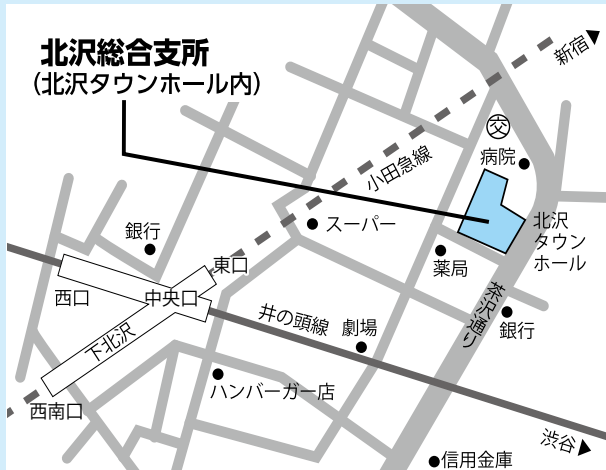 北沢総合支所
(北沢タウンホール内)
新宿
交
病院
小田急線
スーパー
北沢
タウン
ホール
銀行
東口
薬局
西口
中央口
井の頭線
劇場
茶沢通り
銀行
下北沢
ハンバーガー店
西南口
渋谷
信用金庫